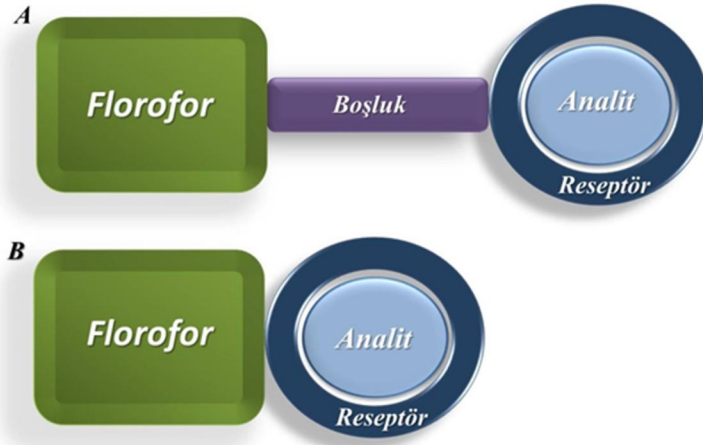 A
Florofor
Boşluk
Analit
Reseptör
B
Florofor
Analit
Reseptör